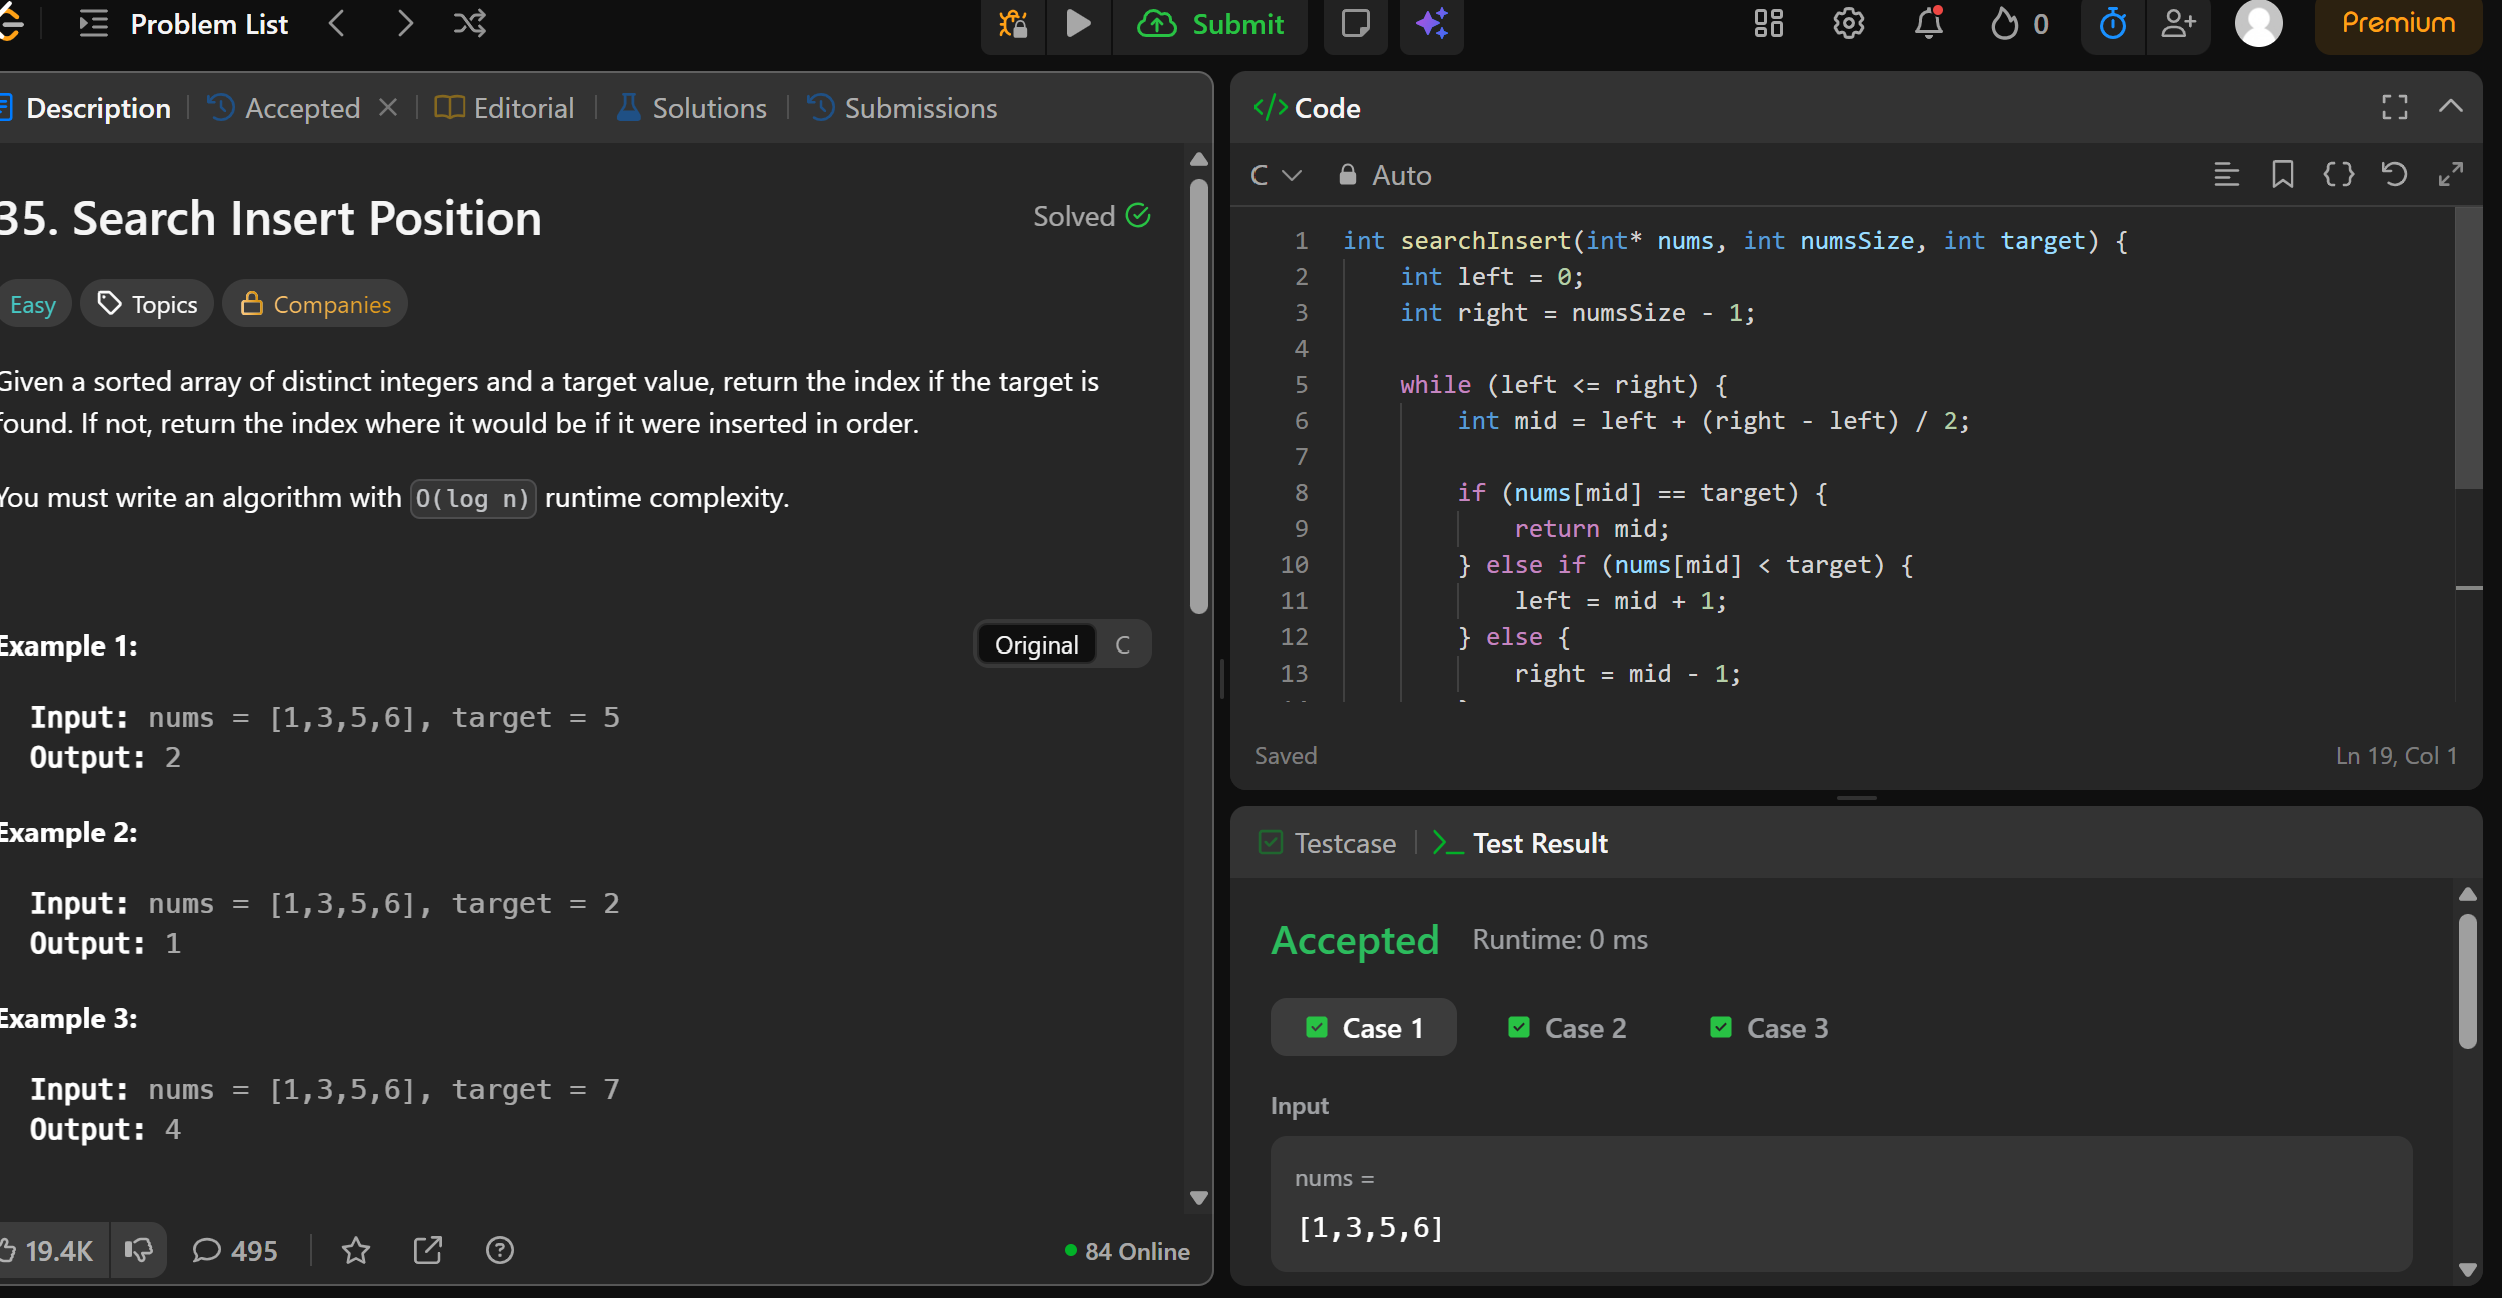 Problem List
Submit
0
Premium
Description
Accepted
Editorial
Solutions
Submissions
35. Search Insert Position
Solved
Easy
Topics
Companies
Given a sorted array of distinct integers and a target value, return the index if the target is
found. If not, return the index where it would be if it were inserted in order.
You must write an algorithm with O(log n) runtime complexity.
Example 1:
Original C
Input: nums = [1,3,5,6], target = 5
Output: 2
Example 2:
Input: nums = [1,3,5,6], target = 2
Output: 1
Example 3:
Input: nums = [1,3,5,6], target = 7
Output: 4
19.4K
495
84 Online
</> Code
C
Auto
1 int searchInsert(int* nums, int numsSize, int target) {
2 int left = 0;
3 int right = numsSize - 1;
4
5 while (left <= right) {
6 int mid = left + (right - left) / 2;
7
8 if (nums[mid] == target) {
9 return mid;
10 } else if (nums[mid] < target) {
11 left = mid + 1;
12 } else {
13 right = mid - 1;
Saved
Ln 19, Col 1
Testcase
Test Result
Accepted
Runtime: 0 ms
Case 1
Case 2
Case 3
Input
nums =
[1,3,5,6]